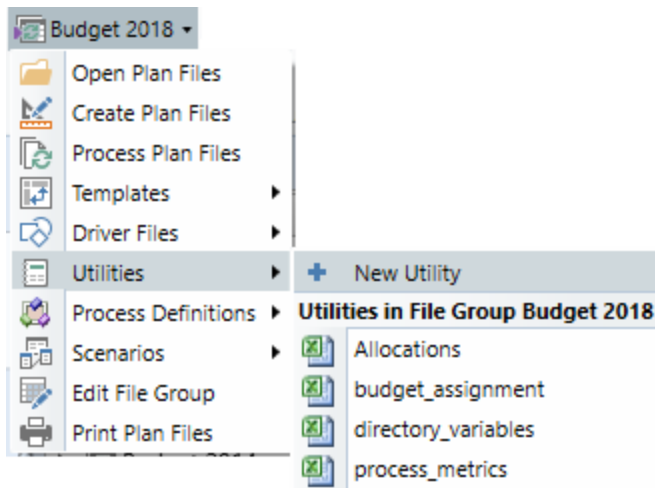 Budget 2018
Open Plan Files
Create Plan Files
Process Plan Files
Templates
Driver Files
Utilities
Process Definitions
Scenarios
Edit File Group
Print Plan Files
New Utility
Utilities in File Group Budget 2018
Allocations
budget_assignment
directory_variables
process_metrics